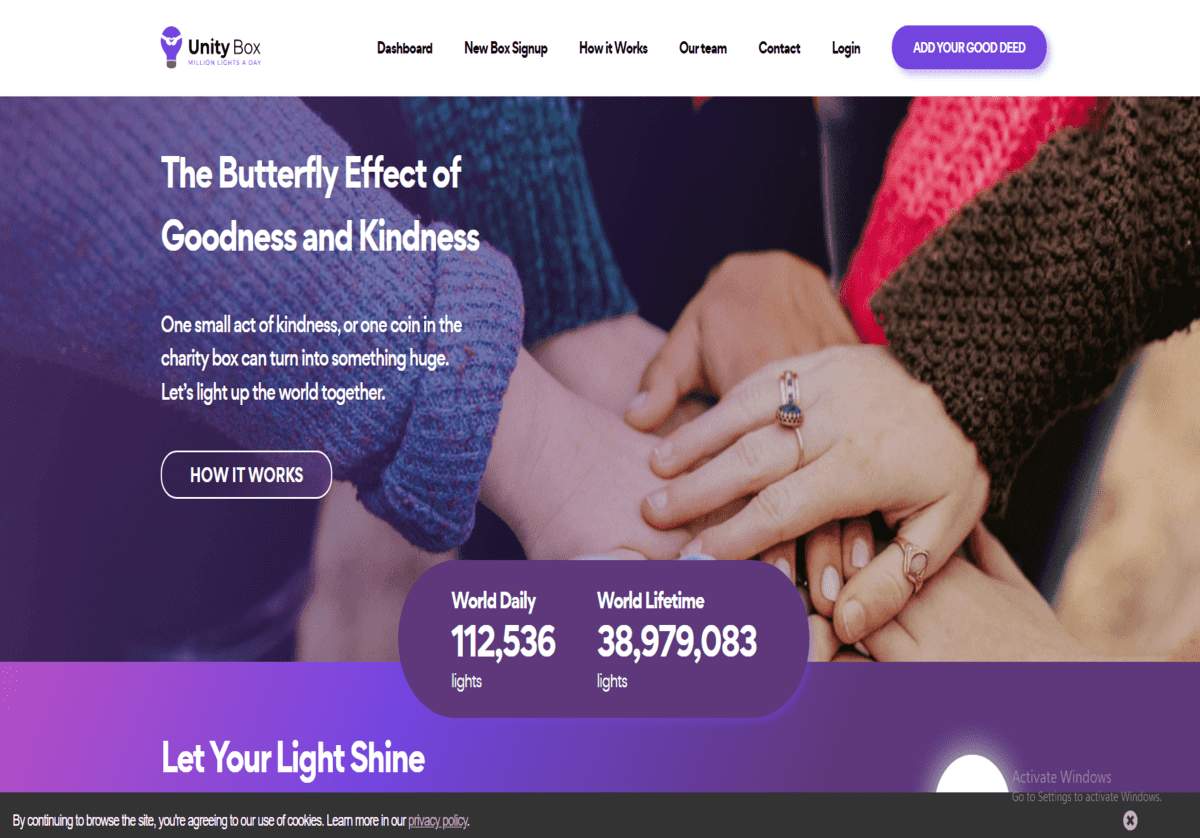 Unity Box
MILLION LIGHTS A DAY
Dashboard
New Box Signup
How it Works
Our team
Contact
Login
ADD YOUR GOOD DEED
The Butterfly Effect of
Goodness and Kindness
One small act of kindness, or one coin in the
charity box can turn into something huge.
Let's light up the world together.
HOW IT WORKS
World Daily
112,536
lights
World Lifetime
38,979,083
lights
Let Your Light Shine
Activate Windows
Go to Settings to activate Windows.
By continuing to browse the site, you're agreeing to our use of cookies. Learn more in our privacy policy.